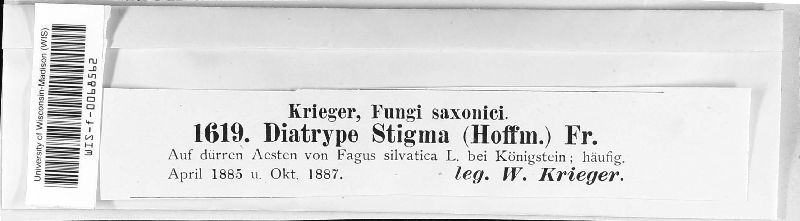 University of Wisconsin-Madison (WIS)
WIS-f-0068562
Krieger, Fungi saxonici.
1619. Diatrype Stigma (Hoffm.) Fr.
Auf dürren Aesten von Fagus silvatica L. bei Königstein; häufig.
April 1885 u. Okt. 1887. leg. W. Krieger.